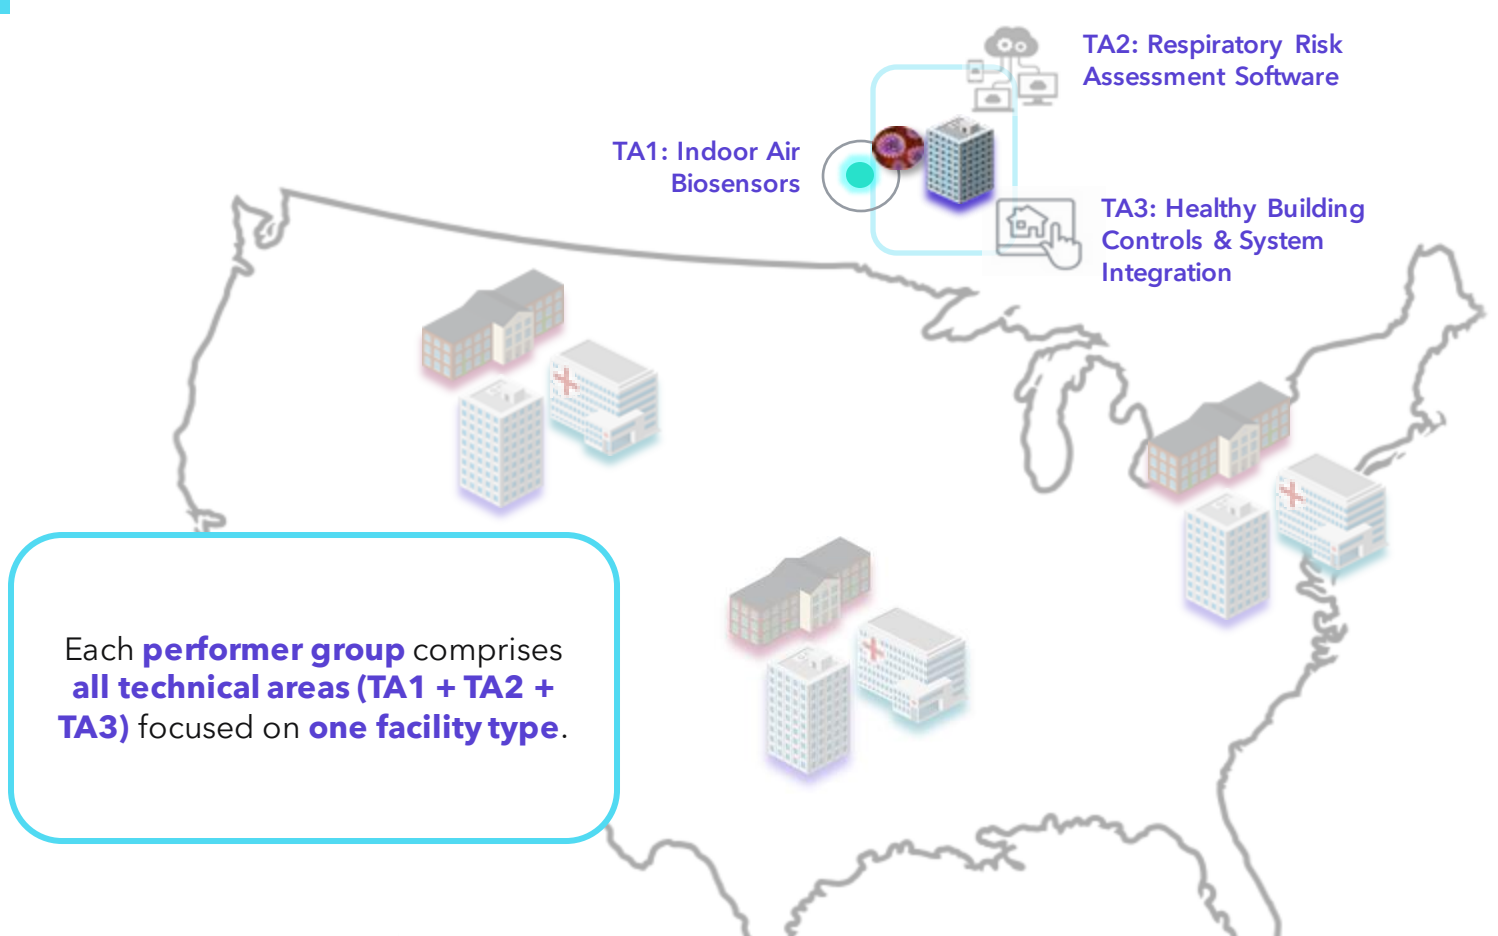 TA2: Respiratory Risk
Assessment Software
TA1: Indoor Air
Biosensors
TA3: Healthy Building
Controls & System
Integration
Each performer group comprises
all technical areas (TA1 + TA2 +
TA3) focused on one facility type.